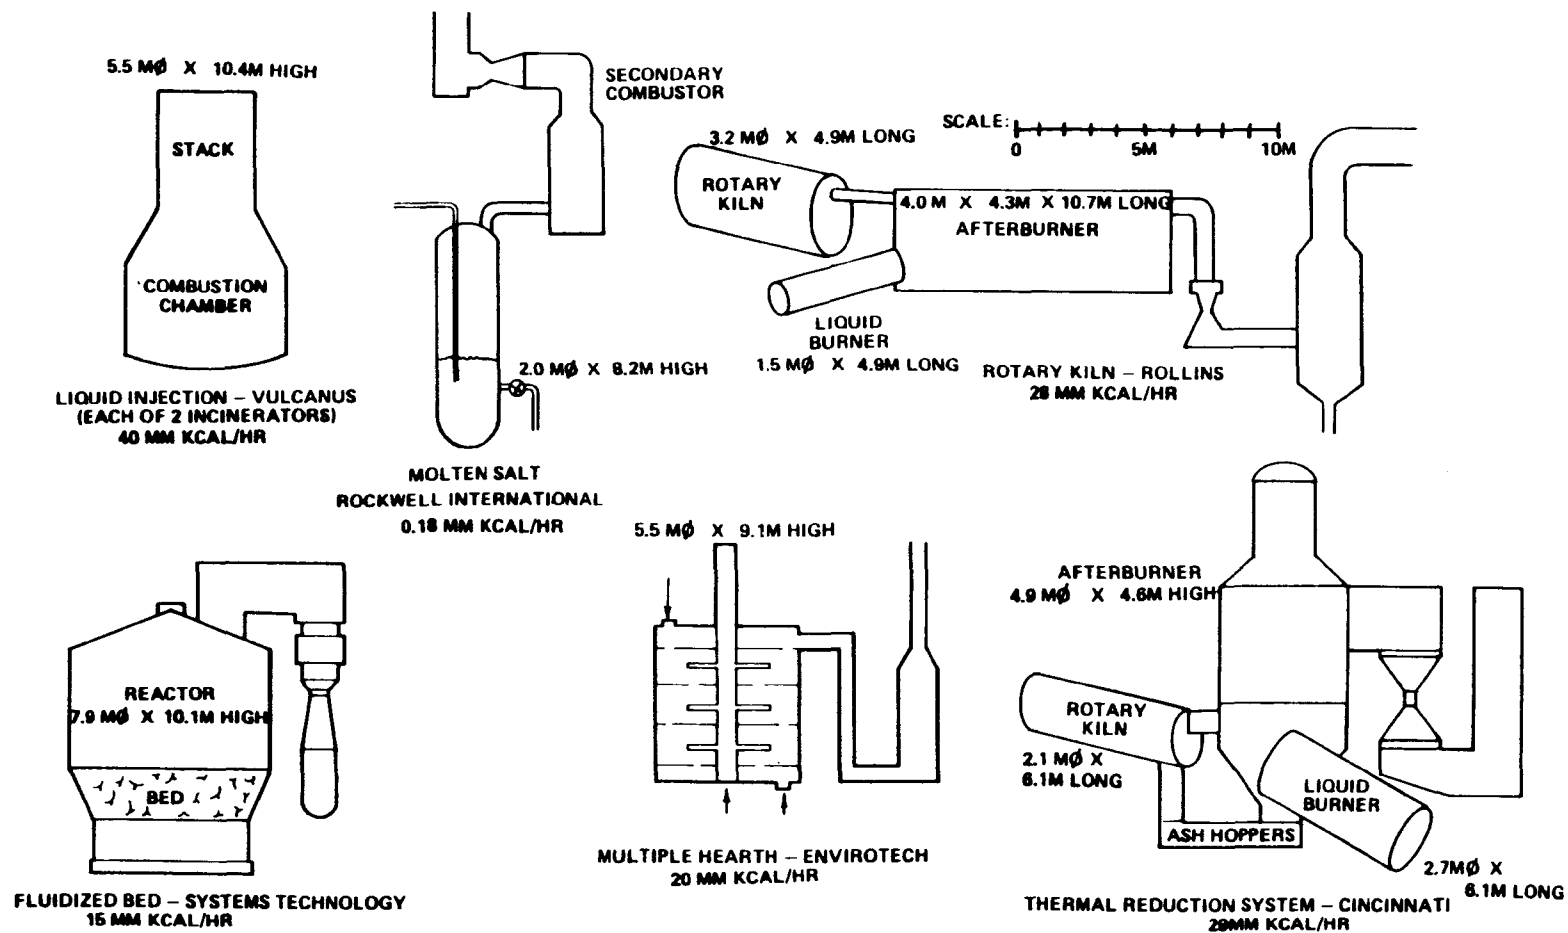 5.5 MØ X 10.4M HIGH
STACK
COMBUSTION
CHAMBER
LIQUID INJECTION – VULCANUS
(EACH OF 2 INCINERATORS)
40 MM KCAL/HR
SECONDARY
COMBUSTOR
2.0 MØ X 8.2M HIGH
MOLTEN SALT
ROCKWELL INTERNATIONAL
0.18 MM KCAL/HR
SCALE:
0 5M 10M
3.2 MØ X 4.9M LONG
ROTARY
KILN
4.0 M X 4.3M X 10.7M LONG
AFTERBURNER
LIQUID
BURNER
1.5 MØ X 4.9M LONG
ROTARY KILN – ROLLINS
28 MM KCAL/HR
REACTOR
7.9 MØ X 10.1M HIGH
BED
FLUIDIZED BED – SYSTEMS TECHNOLOGY
15 MM KCAL/HR
5.5 MØ X 9.1M HIGH
MULTIPLE HEARTH – ENVIROTECH
20 MM KCAL/HR
AFTERBURNER
4.9 MØ X 4.6M HIGH
ROTARY
KILN
2.1 MØ X
6.1M LONG
LIQUID
BURNER
ASH HOPPERS
2.7MØ X
6.1M LONG
THERMAL REDUCTION SYSTEM – CINCINNATI
29MM KCAL/HR